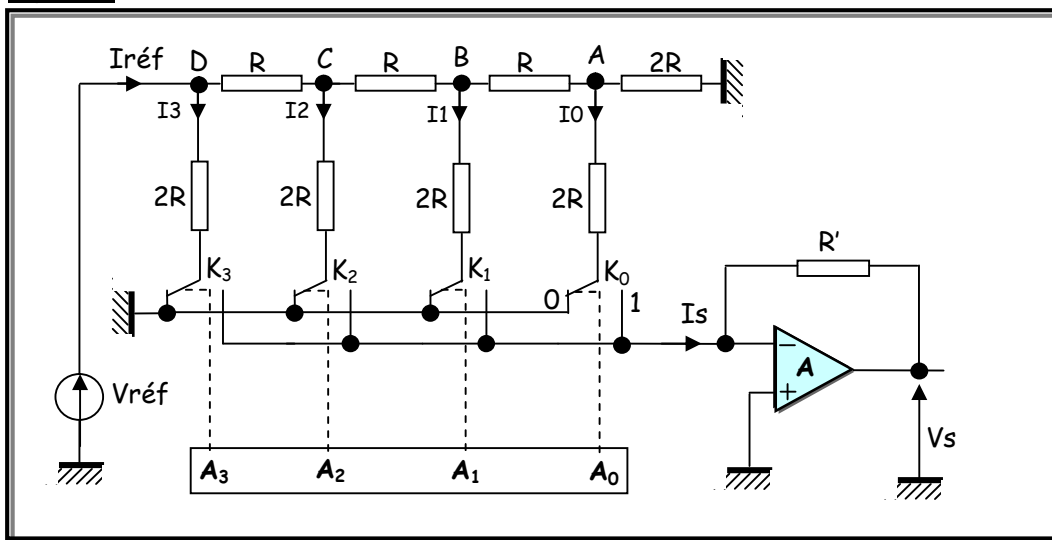 Iréf D R C R B R A 2R
I3 I2 I1 I0
2R 2R 2R 2R
R’
K₃ K₂ K₁ K₀
0 1 Is
− A
+
Vréf
Vs
A₃ A₂ A₁ A₀